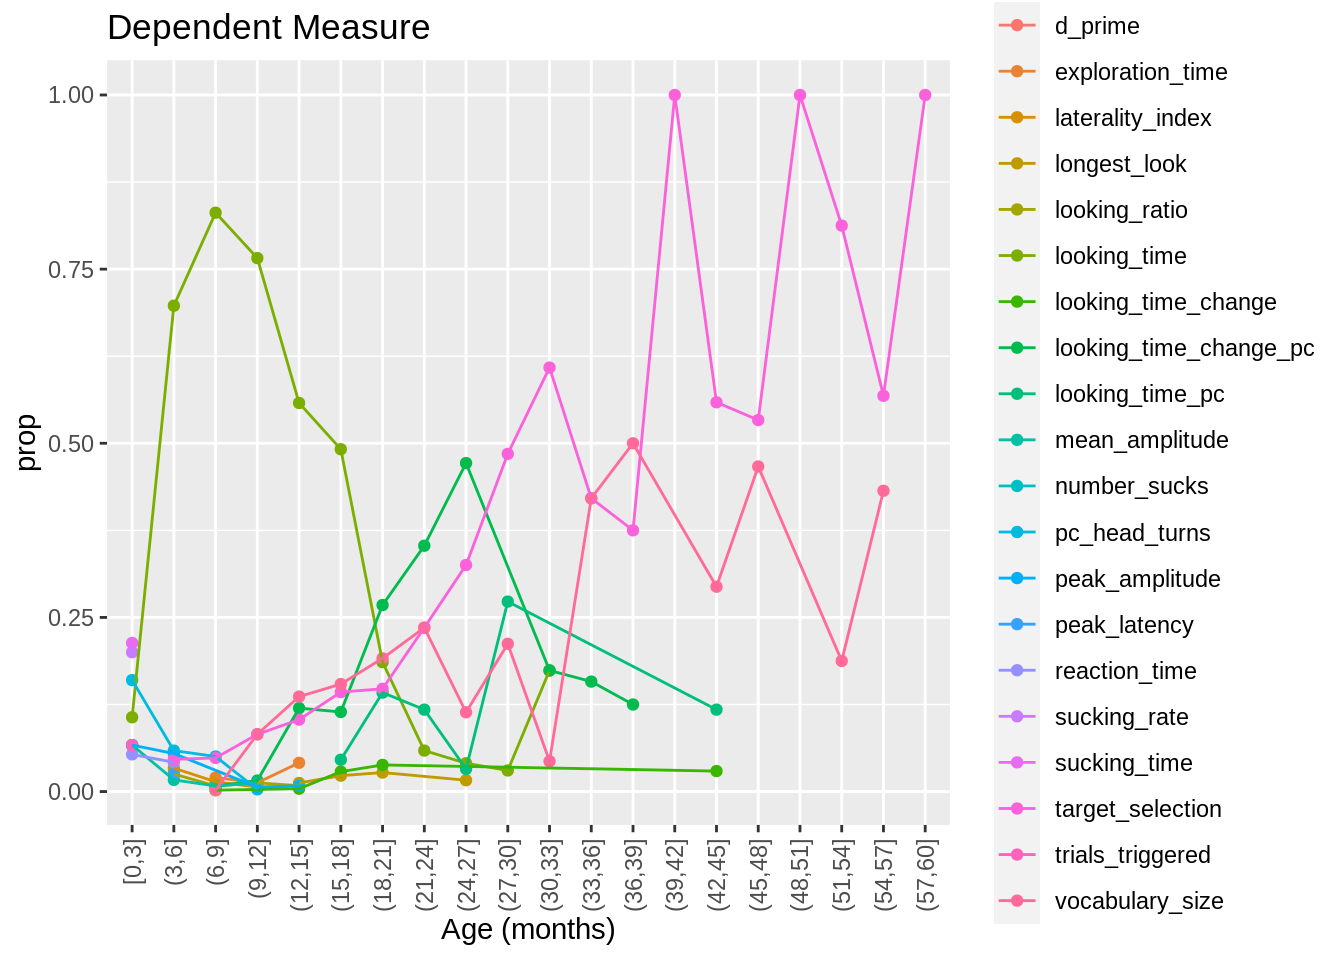 Dependent Measure
prop
1.00
0.75
0.50
0.25
0.00
[0,3]
(3,6]
(6,9]
(9,12]
(12,15]
(15,18]
(18,21]
(21,24]
(24,27]
(27,30]
(30,33]
(33,36]
(36,39]
(39,42]
(42,45]
(45,48]
(48,51]
(51,54]
(54,57]
(57,60]
Age (months)
d_prime
exploration_time
laterality_index
longest_look
looking_ratio
looking_time
looking_time_change
looking_time_change_pc
looking_time_pc
mean_amplitude
number_sucks
pc_head_turns
peak_amplitude
peak_latency
reaction_time
sucking_rate
sucking_time
target_selection
trials_triggered
vocabulary_size